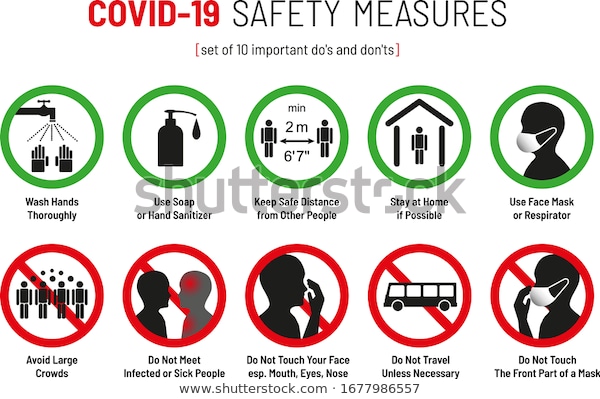 COVID-19 SAFETY MEASURES
[set of 10 important do's and don'ts]
min
2 m
6'7"
Wash Hands
Thoroughly
Use Soap
or Hand Sanitizer
Keep Safe Distance
from Other People
Stay at Home
if Possible
Use Face Mask
or Respirator
shutterstock
Avoid Large
Crowds
Do Not Meet
Infected or Sick People
Do Not Touch Your Face
esp. Mouth, Eyes, Nose
Do Not Travel
Unless Necessary
Do Not Touch
The Front Part of a Mask
www.shutterstock.com · 1677986557